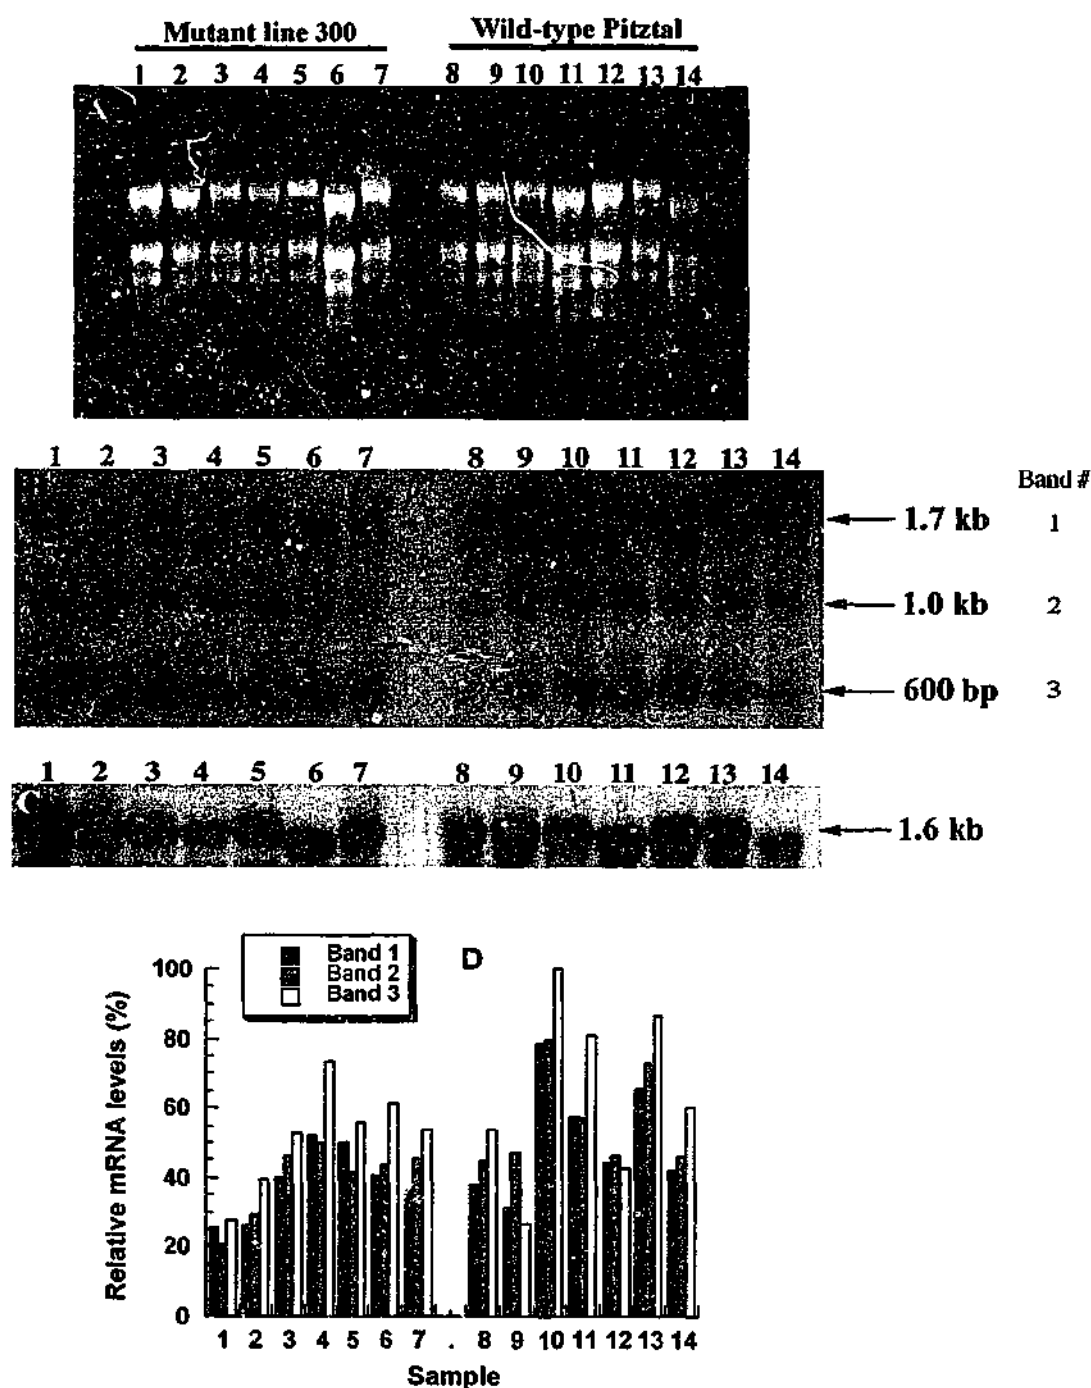 Mutant line 300 Wild-type Pitztal
1 2 3 4 5 6 7 8 9 10 11 12 13 14
A
1 2 3 4 5 6 7 8 9 10 11 12 13 14
Band #
1.7 kb 1
1.0 kb 2
600 bp 3
1 2 3 4 5 6 7 8 9 10 11 12 13 14
C
1.6 kb
Band 1
Band 2
Band 3
D
Relative mRNA levels (%)
100
80
60
40
20
0
1 2 3 4 5 6 7 . 8 9 10 11 12 13 14
Sample